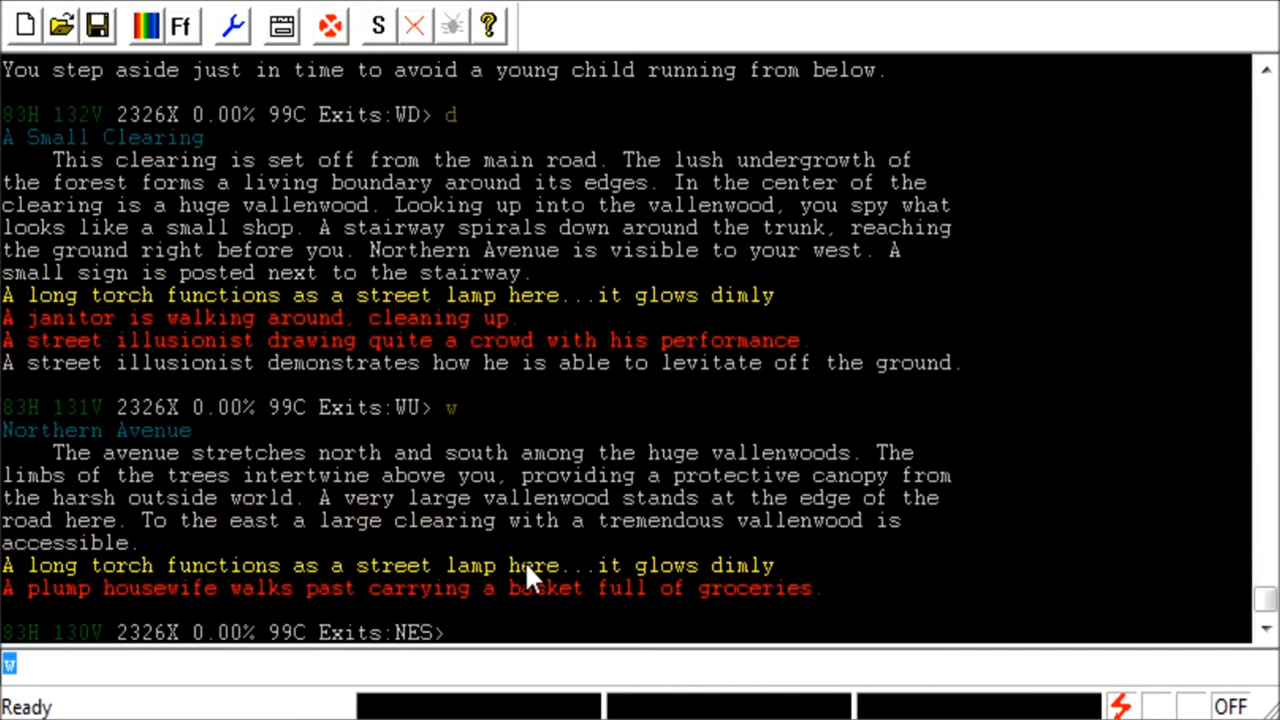 Ff S
You step aside just in time to avoid a young child running from below.
83H 132V 2326X 0.00% 99C Exits:WD> d
A Small Clearing
This clearing is set off from the main road. The lush undergrowth of
the forest forms a living boundary around its edges. In the center of the
clearing is a huge vallenwood. Looking up into the vallenwood, you spy what
looks like a small shop. A stairway spirals down around the trunk, reaching
the ground right before you. Northern Avenue is visible to your west. A
small sign is posted next to the stairway.
A long torch functions as a street lamp here...it glows dimly
A janitor is walking around, cleaning up.
A street illusionist drawing quite a crowd with his performance.
A street illusionist demonstrates how he is able to levitate off the ground.
83H 131V 2326X 0.00% 99C Exits:WU> w
Northern Avenue
The avenue stretches north and south among the huge vallenwoods. The
limbs of the trees intertwine above you, providing a protective canopy from
the harsh outside world. A very large vallenwood stands at the edge of the
road here. To the east a large clearing with a tremendous vallenwood is
accessible.
A long torch functions as a street lamp here...it glows dimly
A plump housewife walks past carrying a basket full of groceries.
83H 130V 2326X 0.00% 99C Exits:NES>
w
Ready OFF